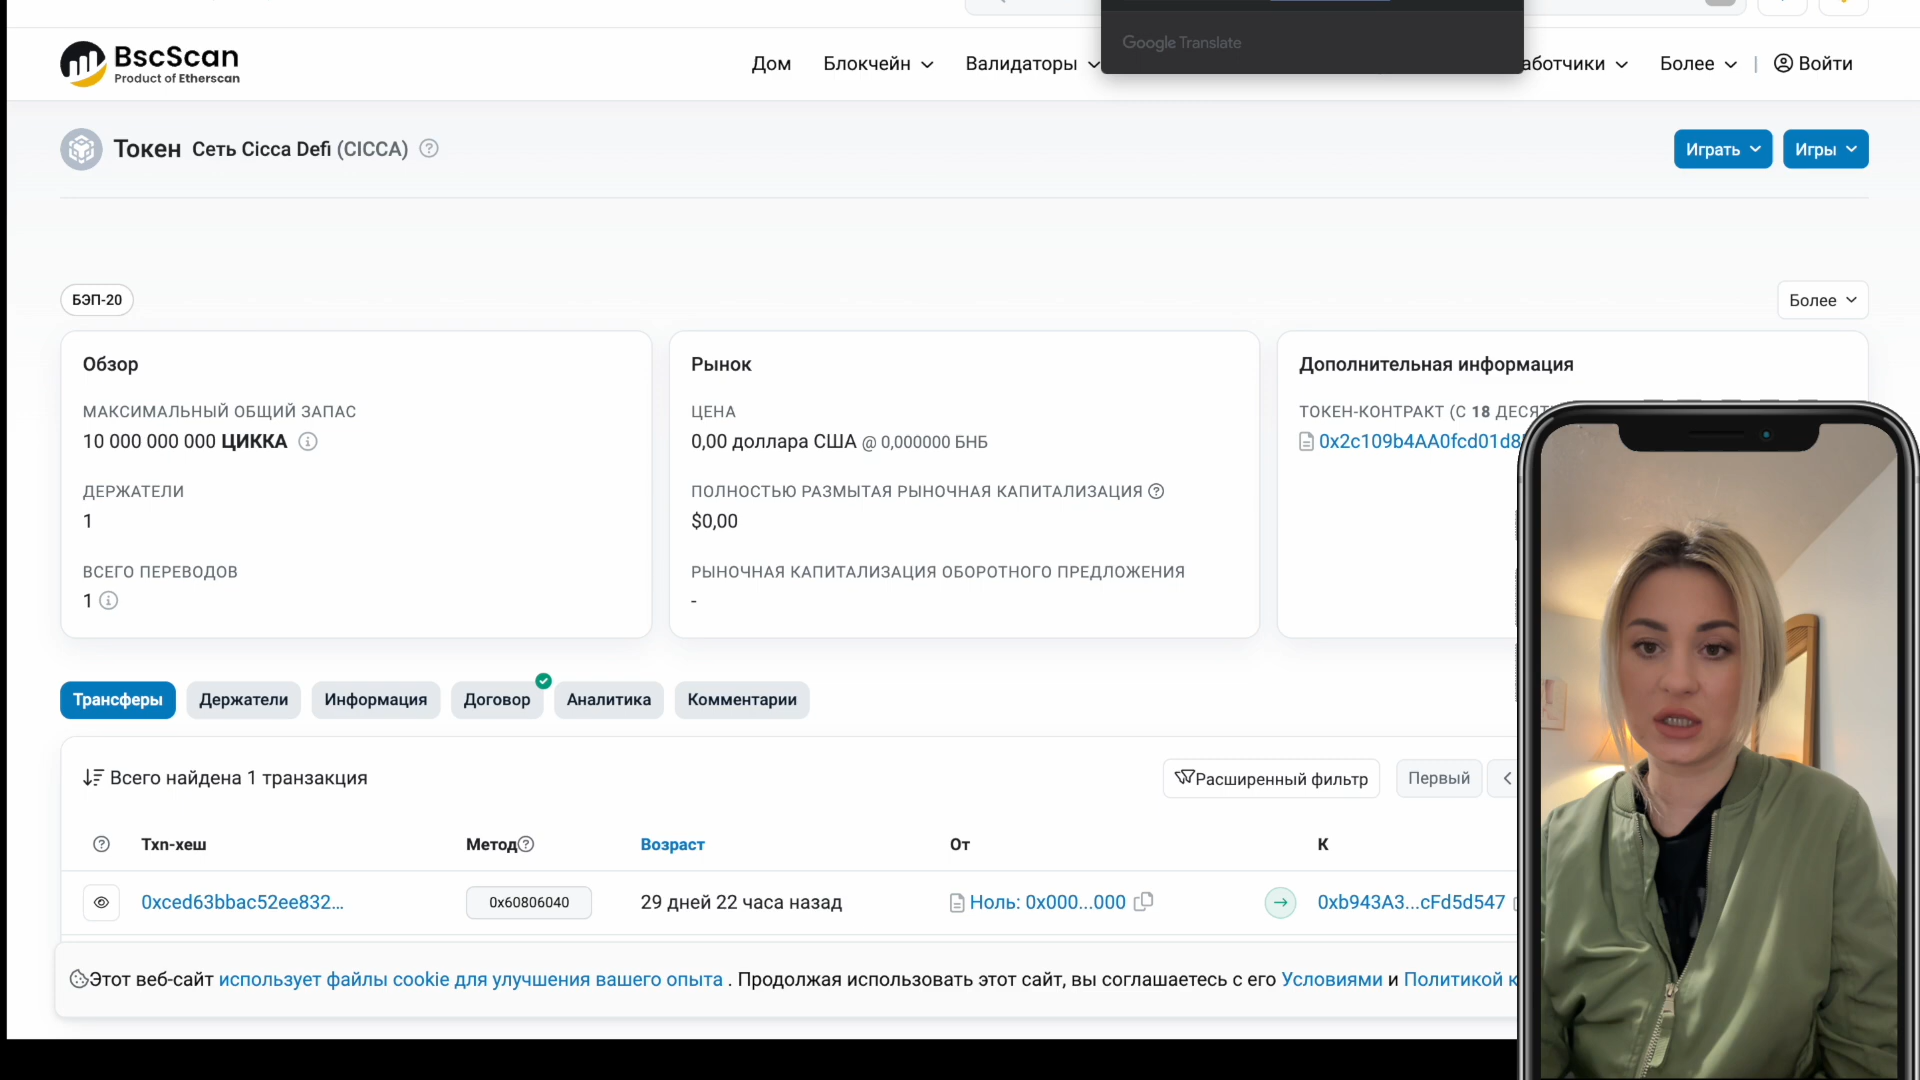 Google Translate
BscScan
Product of Etherscan
Дом
Блокчейн
Валидаторы
аботчики
Более
|
Войти
Токен Сеть Cicca Defi (CICCA)
Играть
Игры
БЭП-20
Более
Обзор
МАКСИМАЛЬНЫЙ ОБЩИЙ ЗАПАС
10 000 000 000 ЦИККА
ДЕРЖАТЕЛИ
1
ВСЕГО ПЕРЕВОДОВ
1
Рынок
ЦЕНА
0,00 доллара США @ 0,000000 БНБ
ПОЛНОСТЬЮ РАЗМЫТАЯ РЫНОЧНАЯ КАПИТАЛИЗАЦИЯ
$0,00
РЫНОЧНАЯ КАПИТАЛИЗАЦИЯ ОБОРОТНОГО ПРЕДЛОЖЕНИЯ
-
Дополнительная информация
ТОКЕН-КОНТРАКТ (С 18 ДЕСЯТ
0x2c109b4AA0fcd01d8
Трансферы
Держатели
Информация
Договор
Аналитика
Комментарии
Всего найдена 1 транзакция
Расширенный фильтр
Первый
Тхп-хеш
Метод
Возраст
От
К
0xced63bbac52ee832...
0x60806040
29 дней 22 часа назад
Ноль: 0x000...000
0xb943A3...cFd5d547
Этот веб-сайт использует файлы cookie для улучшения вашего опыта . Продолжая использовать этот сайт, вы соглашаетесь с его Условиями и Политикой к